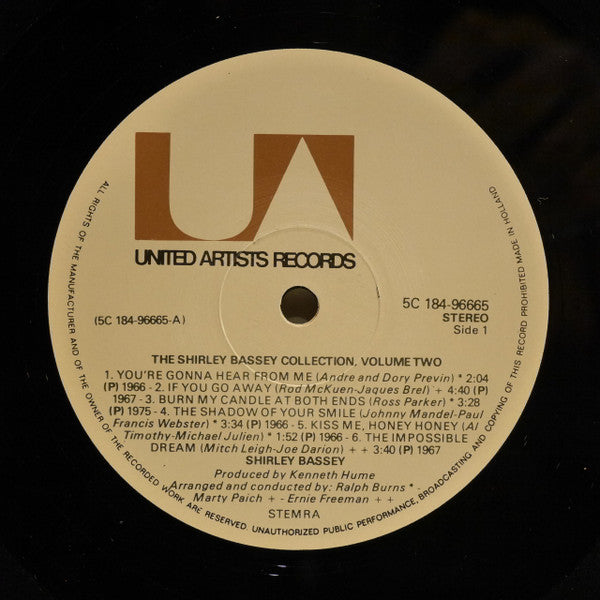 UA
UNITED ARTISTS RECORDS
(5C 184-96665-A)
5C 184-96665
STEREO
Side 1
THE SHIRLEY BASSEY COLLECTION, VOLUME TWO
1. YOU'RE GONNA HEAR FROM ME (Andre and Dory Previn) * 2:04
(P) 1966 - 2. IF YOU GO AWAY (Rod McKuen-Jaques Brel) + 4:40 (P)
1967 - 3. BURN MY CANDLE AT BOTH ENDS (Ross Parker) * 3:28
(P) 1975 - 4. THE SHADOW OF YOUR SMILE (Johnny Mandel-Paul
Francis Webster) * 3:34 (P) 1966 - 5. KISS ME, HONEY HONEY (Al
Timothy-Michael Julien) * 1:52 (P) 1966 - 6. THE IMPOSSIBLE
DREAM (Mitch Leigh-Joe Darion) + + 3:40 (P) 1967
SHIRLEY BASSEY
Produced by Kenneth Hume
Arranged and conducted by: Ralph Burns * -
Marty Paich + - Ernie Freeman + +
STEMRA
ALL RIGHTS OF THE MANUFACTURER AND OF THE OWNER OF THE RECORDED WORK ARE RESERVED. UNAUTHORIZED PUBLIC PERFORMANCE, BROADCASTING AND COPYING OF THIS RECORD PROHIBITED MADE IN HOLLAND